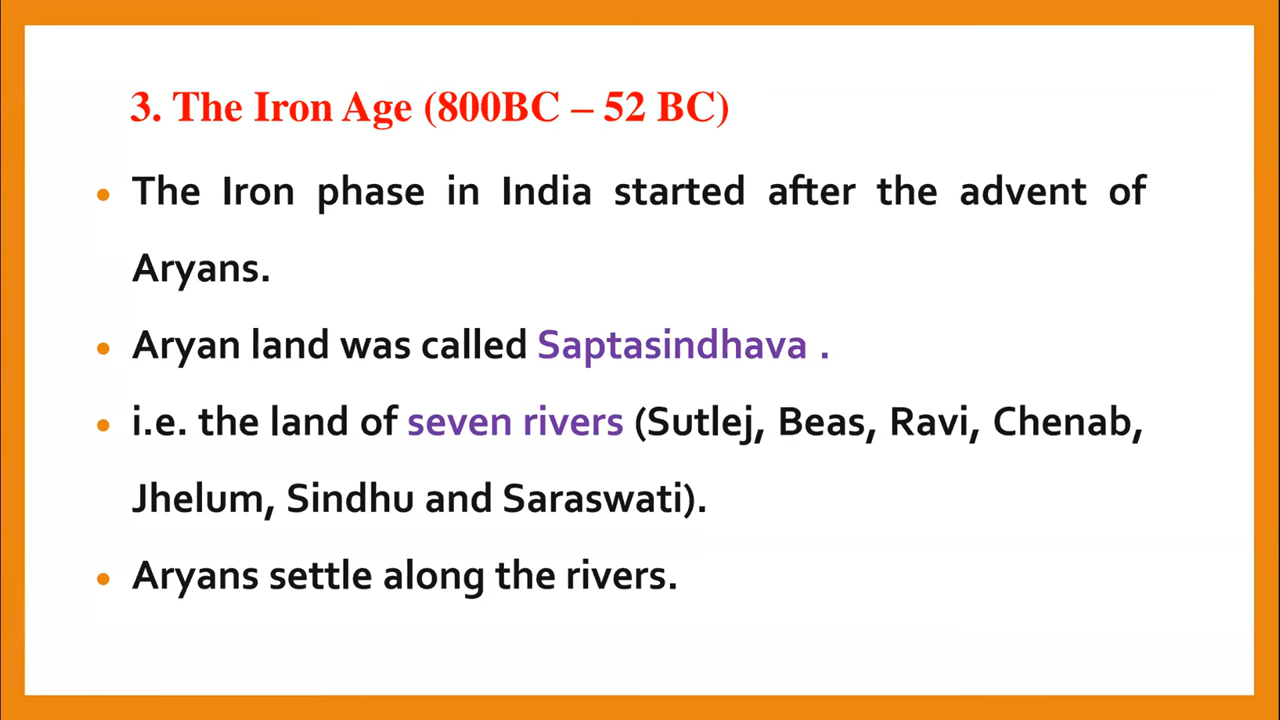 3. The Iron Age (800BC – 52 BC)
• The Iron phase in India started after the advent of
Aryans.
• Aryan land was called Saptasindhava .
• i.e. the land of seven rivers (Sutlej, Beas, Ravi, Chenab,
Jhelum, Sindhu and Saraswati).
• Aryans settle along the rivers.